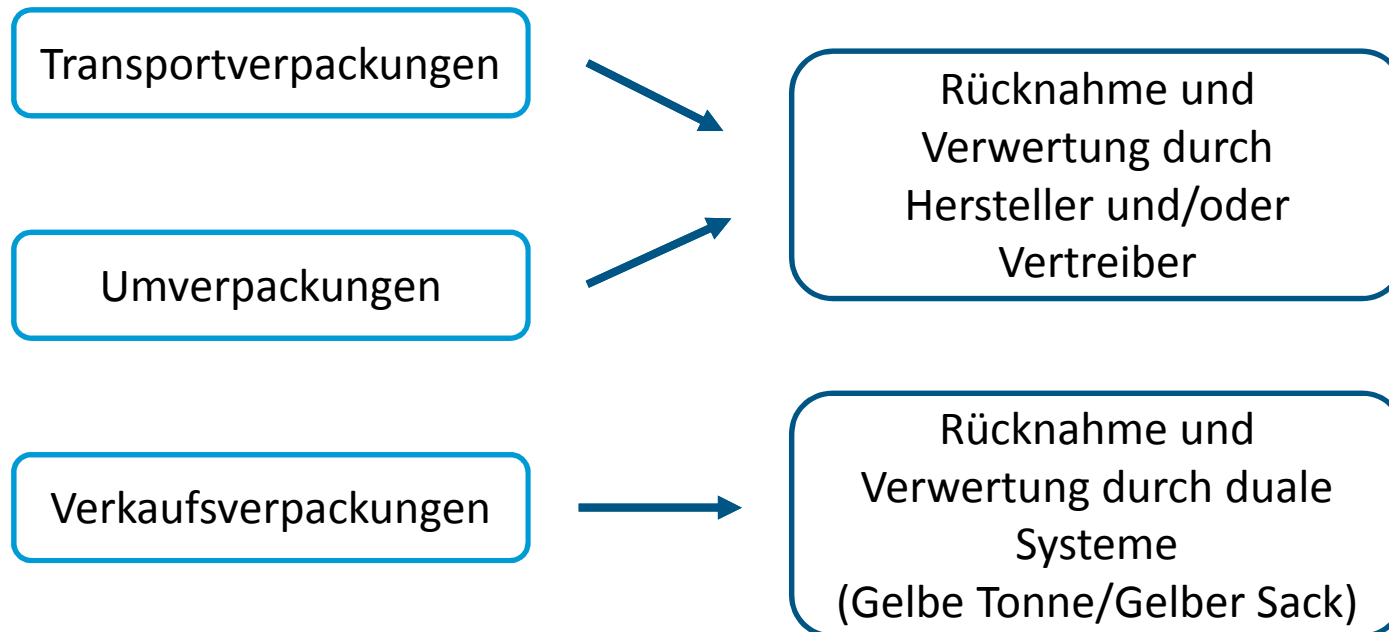 Transportverpackungen
Umverpackungen
Verkaufsverpackungen
Rücknahme und
Verwertung durch
Hersteller und/oder
Vertreiber
Rücknahme und
Verwertung durch duale
Systeme
(Gelbe Tonne/Gelber Sack)